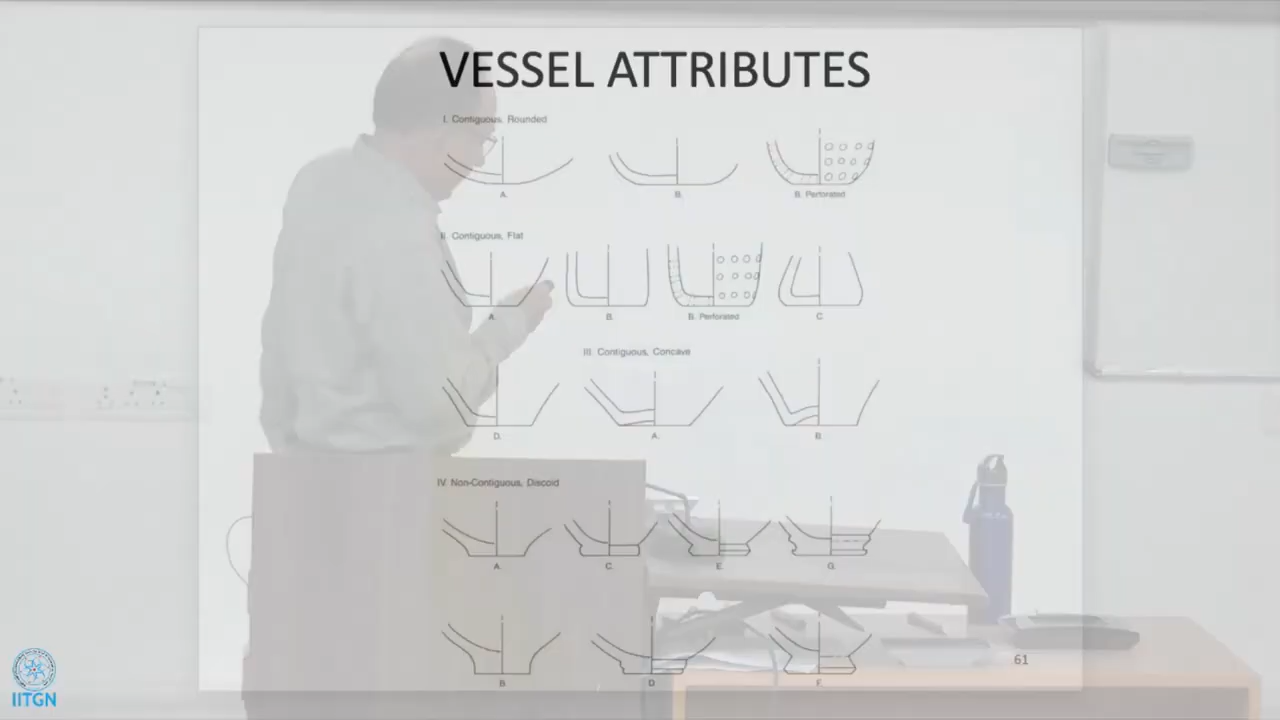 VESSEL ATTRIBUTES
I. Contiguous, Rounded
A. B. B. Perforated
II. Contiguous, Flat
A. B. B. Perforated C
III. Contiguous, Concave
D. A. B.
IV Non-Contiguous, Discoid
A. C. E. G.
B D. F.
61
IITGN